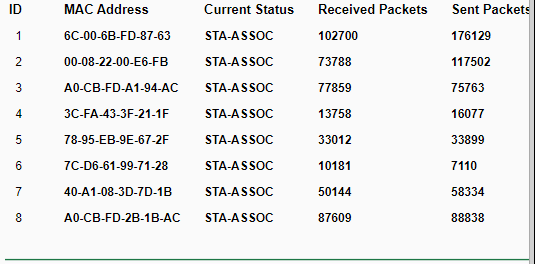 ID MAC Address Current Status Received Packets Sent Packets
1 6C-00-6B-FD-87-63 STA-ASSOC 102700 176129
2 00-08-22-00-E6-FB STA-ASSOC 73788 117502
3 A0-CB-FD-A1-94-AC STA-ASSOC 77859 75763
4 3C-FA-43-3F-21-1F STA-ASSOC 13758 16077
5 78-95-EB-9E-67-2F STA-ASSOC 33012 33899
6 7C-D6-61-99-71-28 STA-ASSOC 10181 7110
7 40-A1-08-3D-7D-1B STA-ASSOC 50144 58334
8 A0-CB-FD-2B-1B-AC STA-ASSOC 87609 88838